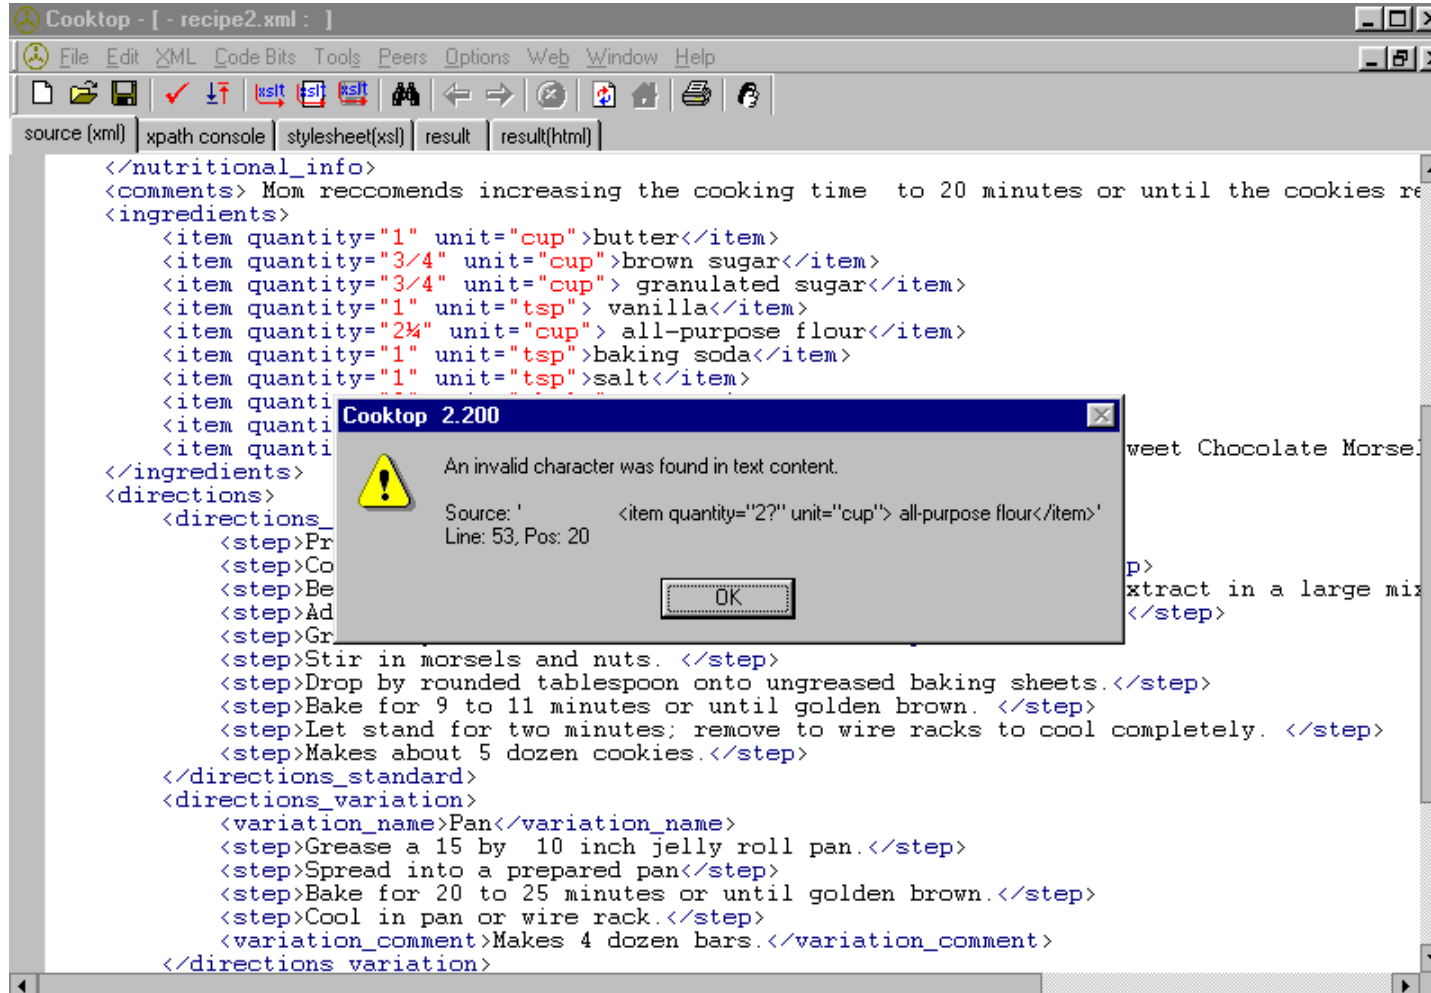 Cooktop - [ - recipe2.xml : ]
File Edit XML Code Bits Tools Peers Options Web Window Help
xslt xslt xslt
source (xml) xpath console stylesheet(xsl) result result(html)
</nutritional_info>
<comments> Mom reccomends increasing the cooking time  to 20 minutes or until the cookies re
<ingredients>
<item quantity="1" unit="cup">butter</item>
<item quantity="3/4" unit="cup">brown sugar</item>
<item quantity="3/4" unit="cup"> granulated sugar</item>
<item quantity="1" unit="tsp"> vanilla</item>
<item quantity="2¼" unit="cup"> all-purpose flour</item>
<item quantity="1" unit="tsp">baking soda</item>
<item quantity="1" unit="tsp">salt</item>
<item quanti
<item quanti
<item quanti weet Chocolate Morsel
</ingredients>
<directions>
<directions_
<step>Pr
<step>Co p>
<step>Be xtract in a large mix
<step>Ad </step>
<step>Gr
<step>Stir in morsels and nuts. </step>
<step>Drop by rounded tablespoon onto ungreased baking sheets.</step>
<step>Bake for 9 to 11 minutes or until golden brown. </step>
<step>Let stand for two minutes; remove to wire racks to cool completely. </step>
<step>Makes about 5 dozen cookies.</step>
</directions_standard>
<directions_variation>
<variation_name>Pan</variation_name>
<step>Grease a 15 by  10 inch jelly roll pan.</step>
<step>Spread into a prepared pan</step>
<step>Bake for 20 to 25 minutes or until golden brown.</step>
<step>Cool in pan or wire rack.</step>
<variation_comment>Makes 4 dozen bars.</variation_comment>
</directions_variation>
Cooktop 2.200
An invalid character was found in text content.
Source: ' <item quantity="2?" unit="cup"> all-purpose flour</item>'
Line: 53, Pos: 20
OK